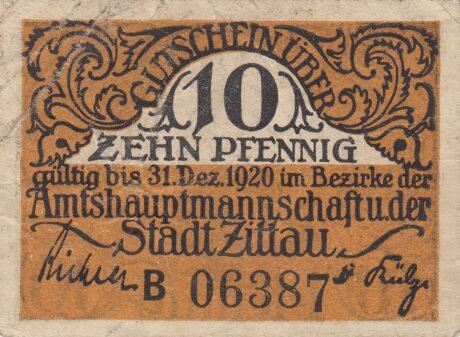 GUTSCHEIN ÜBER
10
ZEHN PFENNIG
gültig bis 31. Dez. 1920 im Bezirke der
Amtshauptmannschaft u. der
Stadt Zittau
B 06387